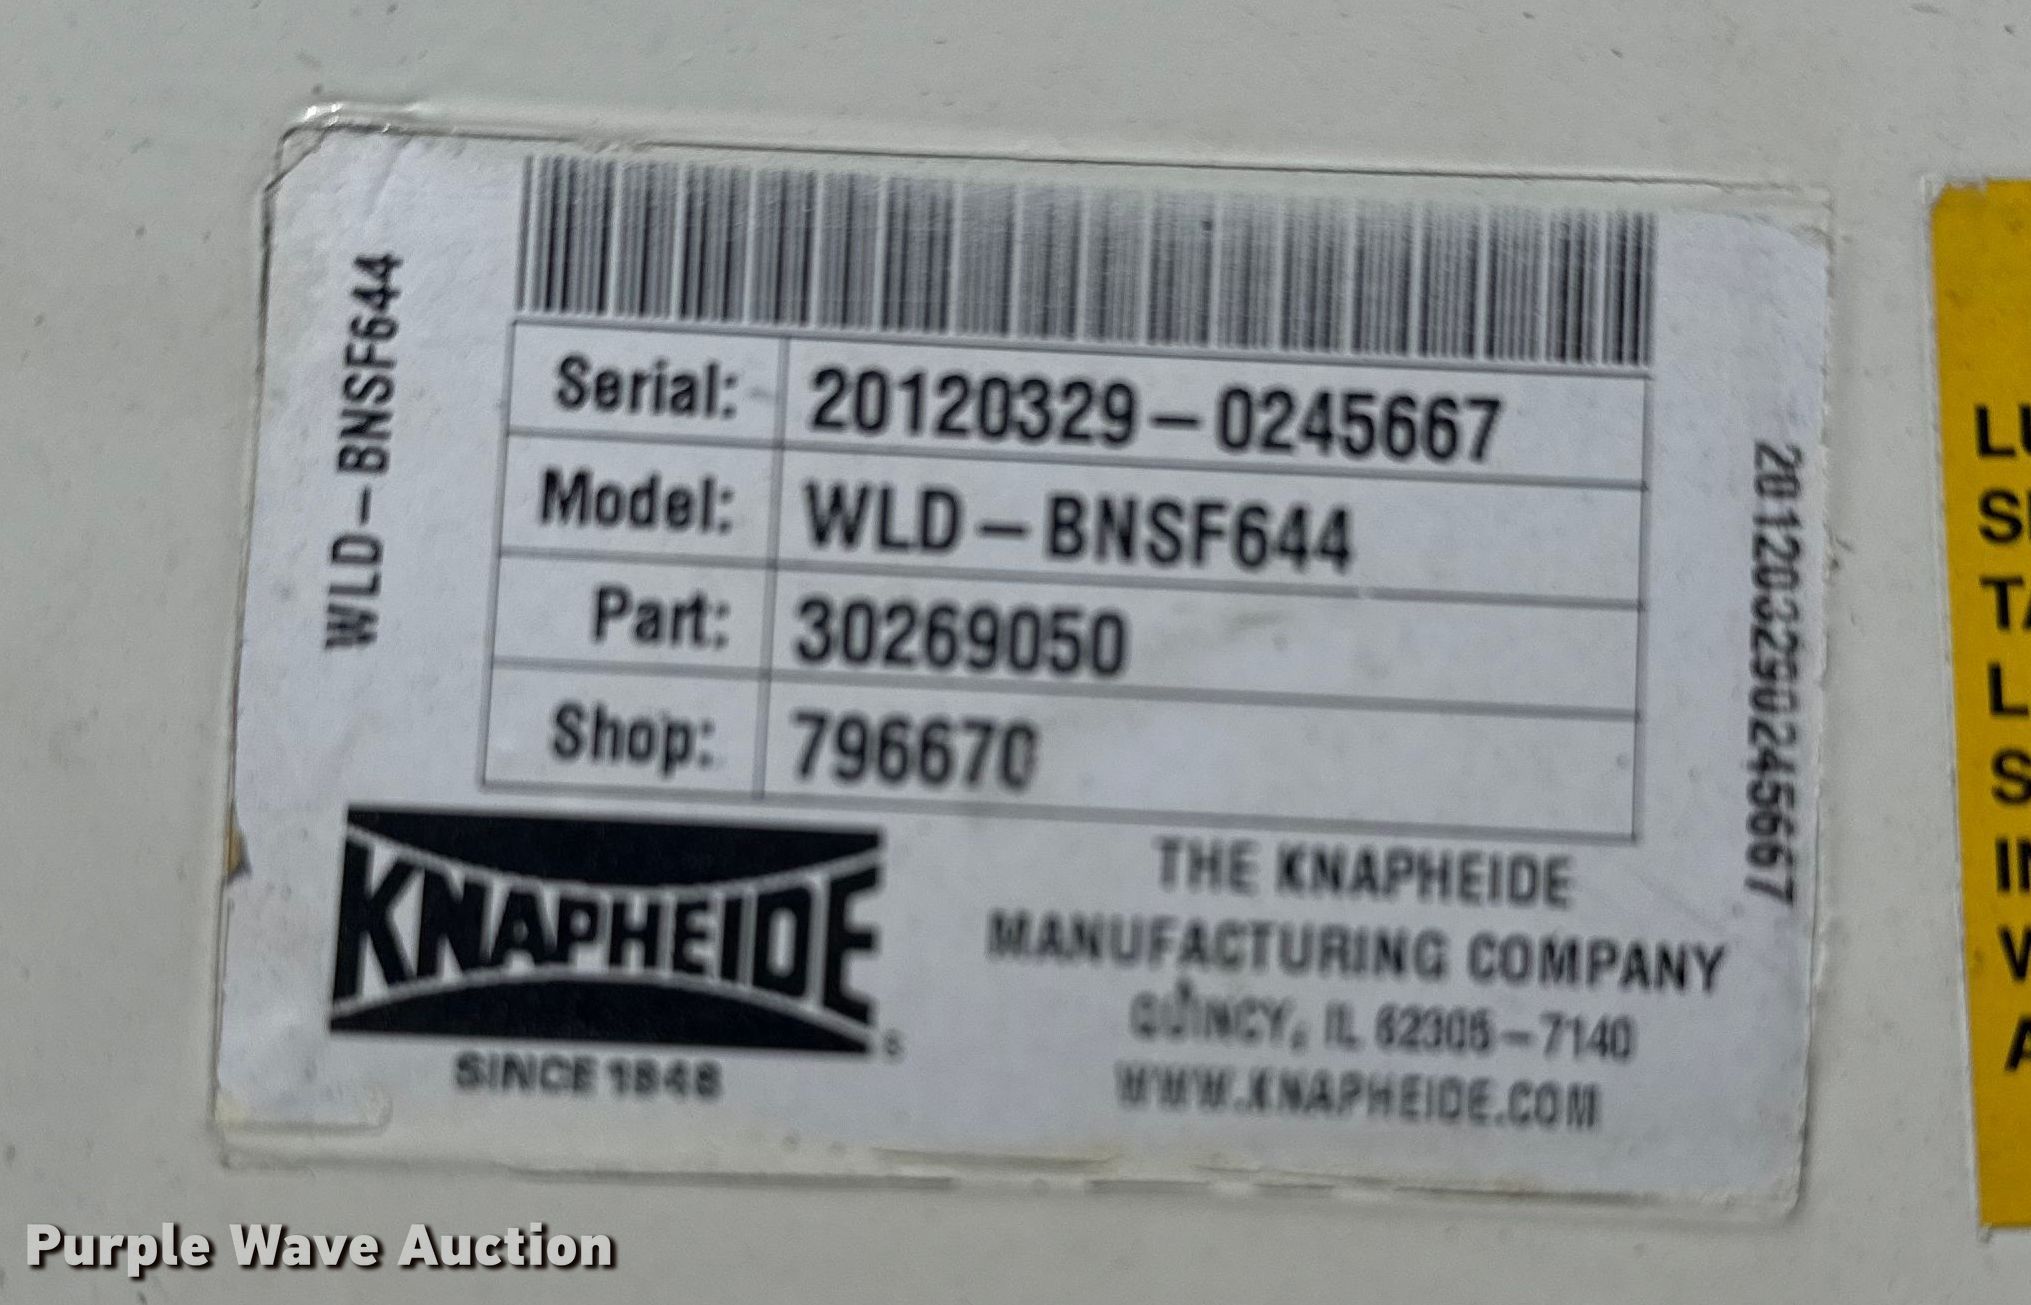 WLD-BNSF644
Serial: 20120329-0245667
Model: WLD-BNSF644
Part: 30269050
Shop: 796670
201203290245667
KNAPHEIDE
SINCE 1848
THE KNAPHEIDE
MANUFACTURING COMPANY
QUINCY, IL 62305-7140
WWW.KNAPHEIDE.COM
Purple Wave Auction